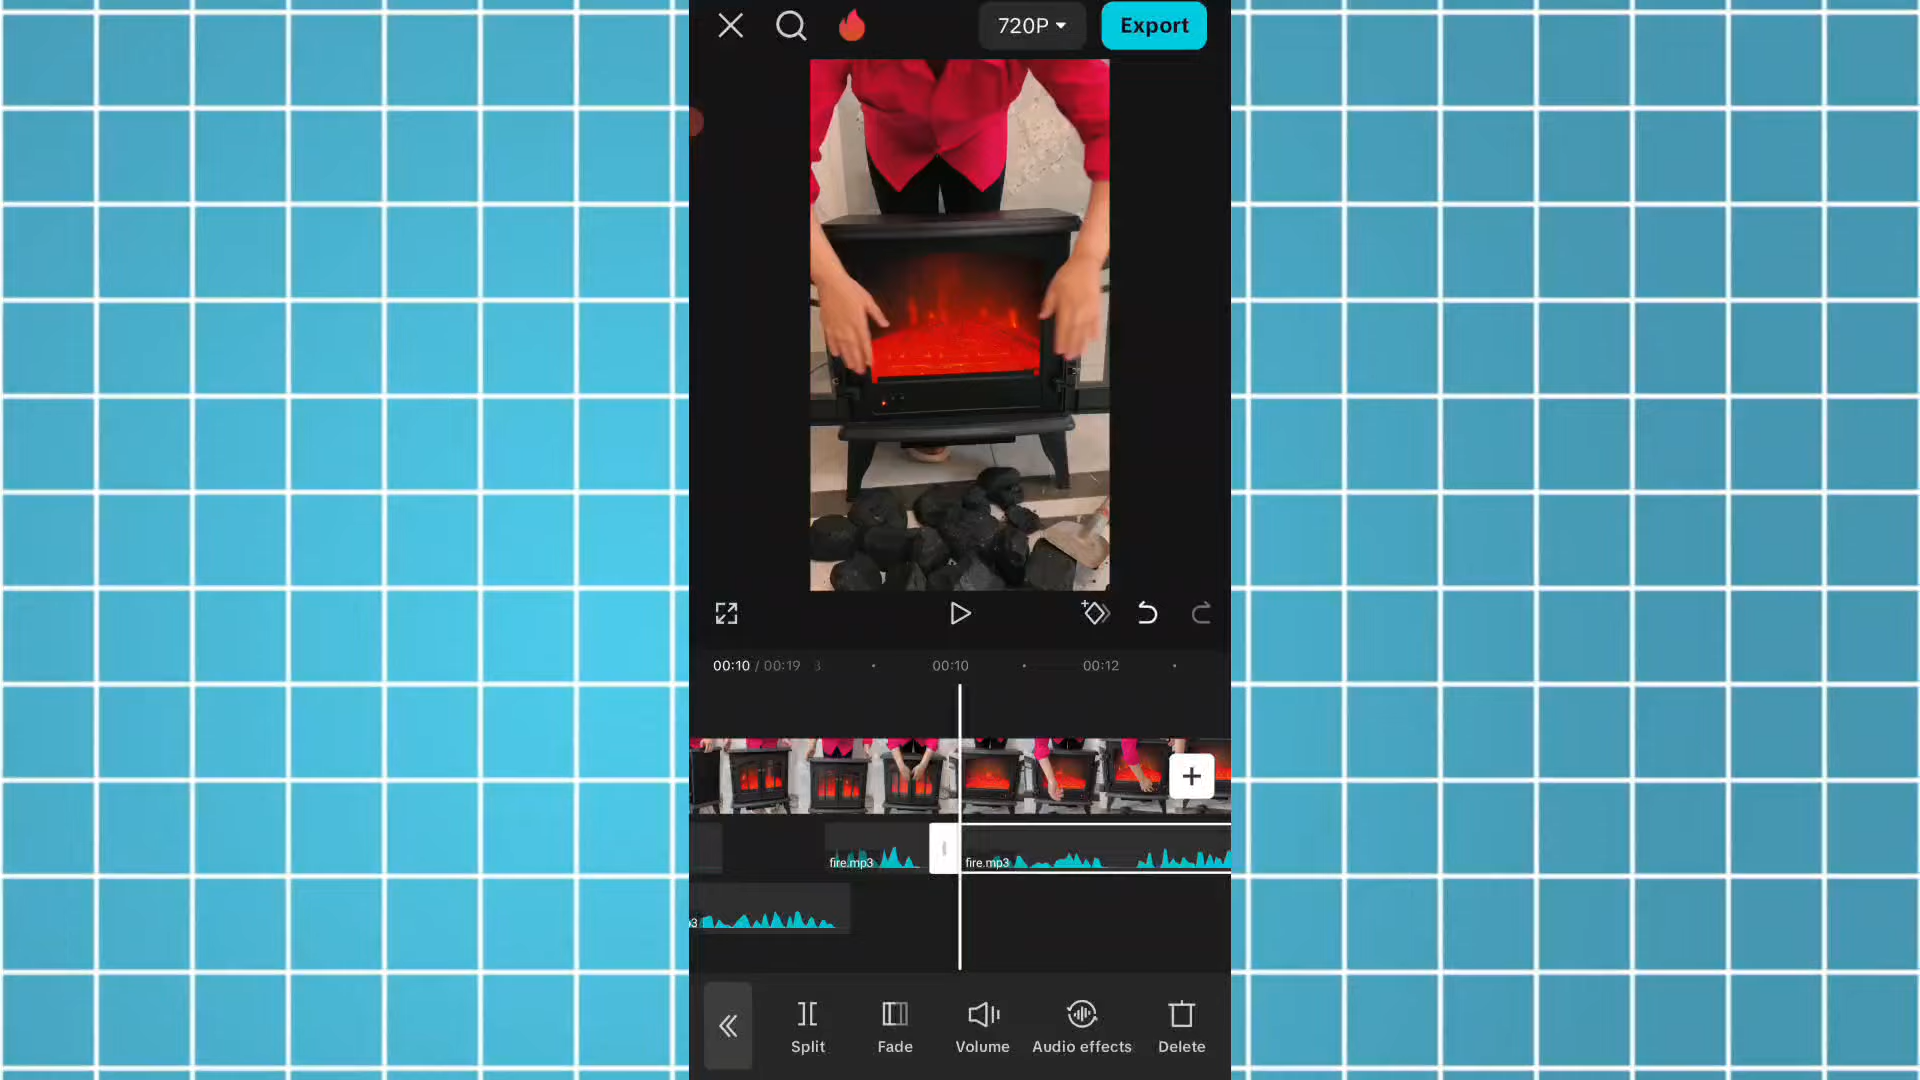 720P Export
00:10 / 00:19 00:10 00:12
fire.mp3 fire.mp3
Split Fade Volume Audio effects Delete